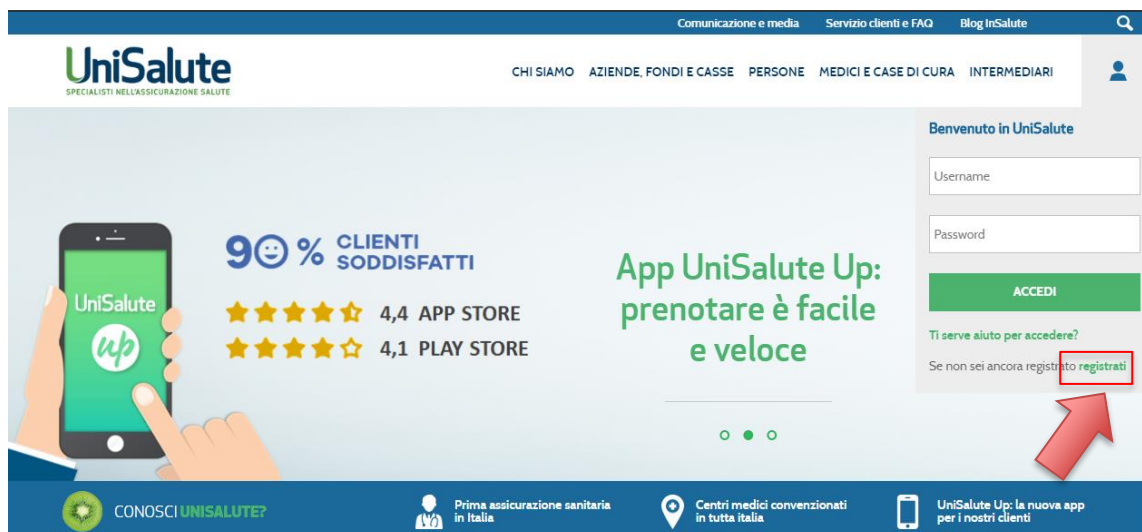 Comunicazione e media Servizio clienti e FAQ Blog InSalute
UniSalute
SPECIALISTI NELL'ASSICURAZIONE SALUTE
CHI SIAMO AZIENDE, FONDI E CASSE PERSONE MEDICI E CASE DI CURA INTERMEDIARI
Benvenuto in UniSalute
Username
Password
ACCEDI
Ti serve aiuto per accedere?
Se non sei ancora registrato registrati
UniSalute
up
90% CLIENTI
SODDISFATTI
4,4 APP STORE
4,1 PLAY STORE
App UniSalute Up:
prenotare è facile
e veloce
CONOSCI UNISALUTE?
Prima assicurazione sanitaria
in Italia
Centri medici convenzionati
in tutta italia
UniSalute Up: la nuova app
per i nostri clienti